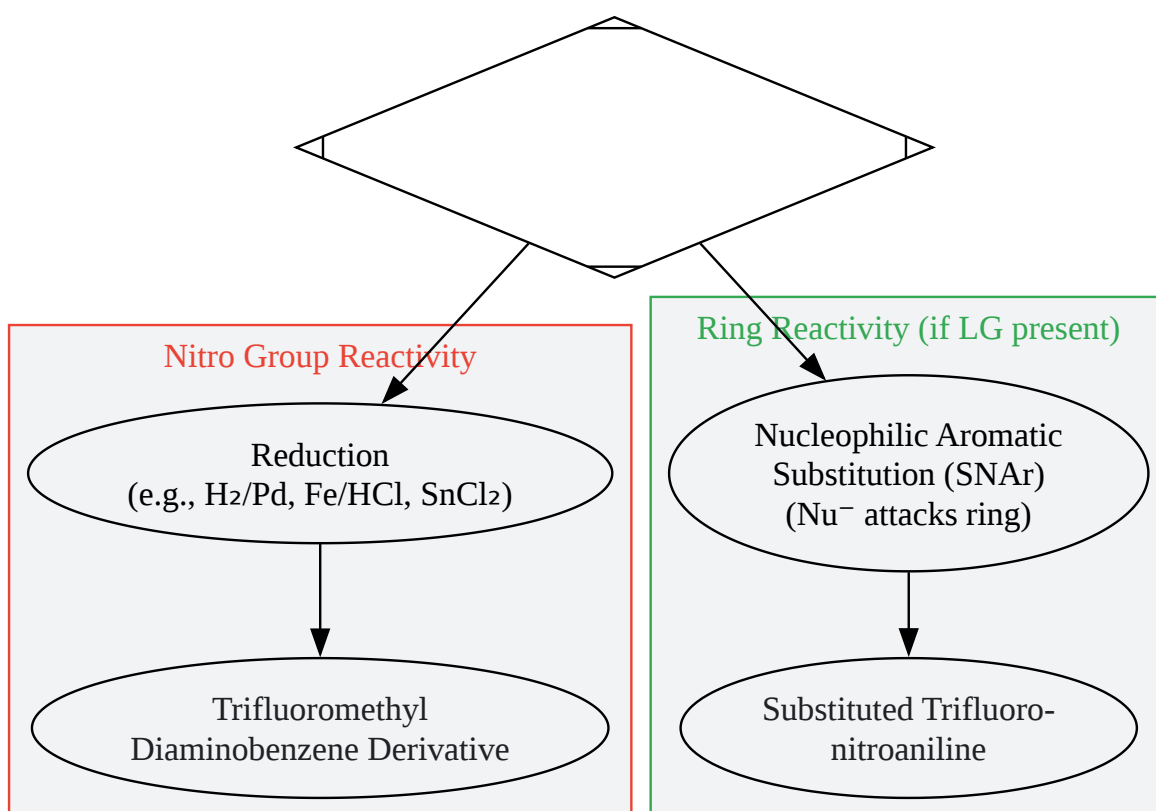 Nitro Group Reactivity
Reduction
(e.g., H₂/Pd, Fe/HCl, SnCl₂)
Trifluoromethyl
Diaminobenzene Derivative
Ring Reactivity (if LG present)
Nucleophilic Aromatic
Substitution (SNAr)
(Nu⁻ attacks ring)
Substituted Trifluoro-
nitroaniline